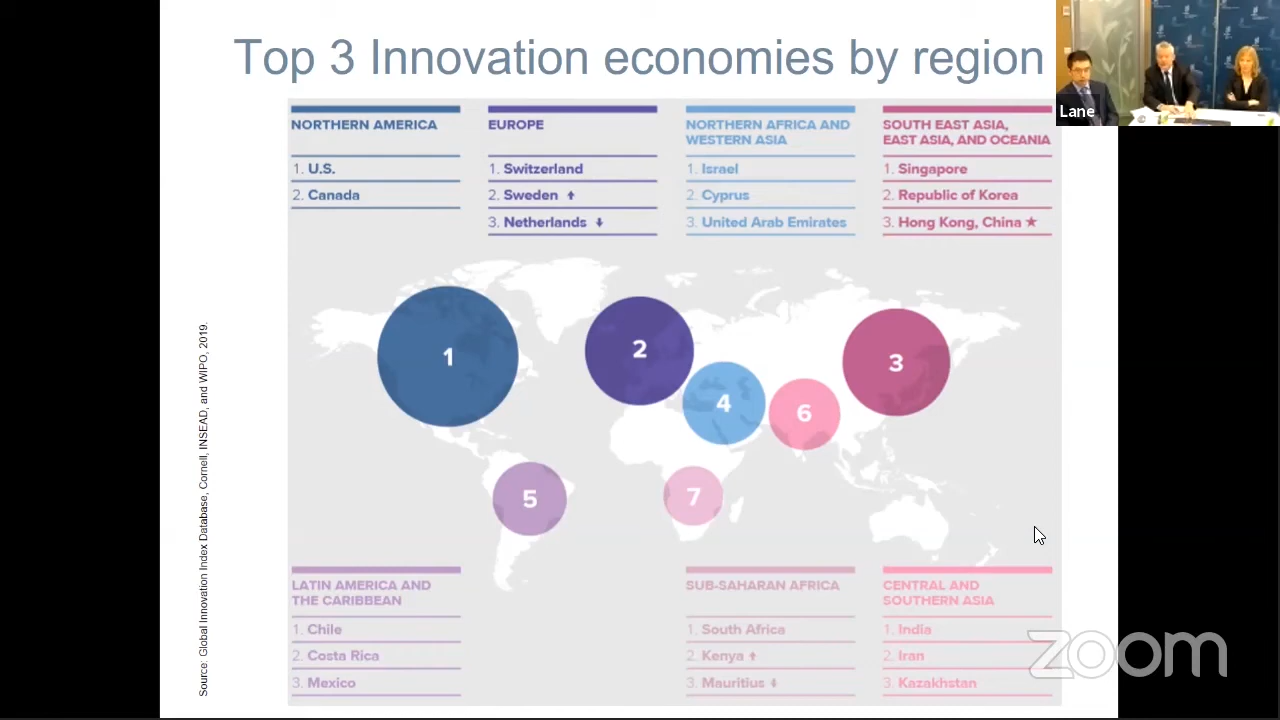 Top 3 Innovation economies by region
Lane
NORTHERN AMERICA
1. U.S.
2. Canada
EUROPE
1. Switzerland
2. Sweden ↑
3. Netherlands ↓
NORTHERN AFRICA AND
WESTERN ASIA
1. Israel
2. Cyprus
3. United Arab Emirates
SOUTH EAST ASIA,
EAST ASIA, AND OCEANIA
1. Singapore
2. Republic of Korea
3. Hong Kong, China ★
1
2
3
4
6
5
7
LATIN AMERICA AND
THE CARIBBEAN
1. Chile
2. Costa Rica
3. Mexico
SUB-SAHARAN AFRICA
1. South Africa
2. Kenya ↑
3. Mauritius ↓
CENTRAL AND
SOUTHERN ASIA
1. India
2. Iran
3. Kazakhstan
Source: Global Innovation Index Database, Cornell, INSEAD, and WIPO, 2019.
zoom